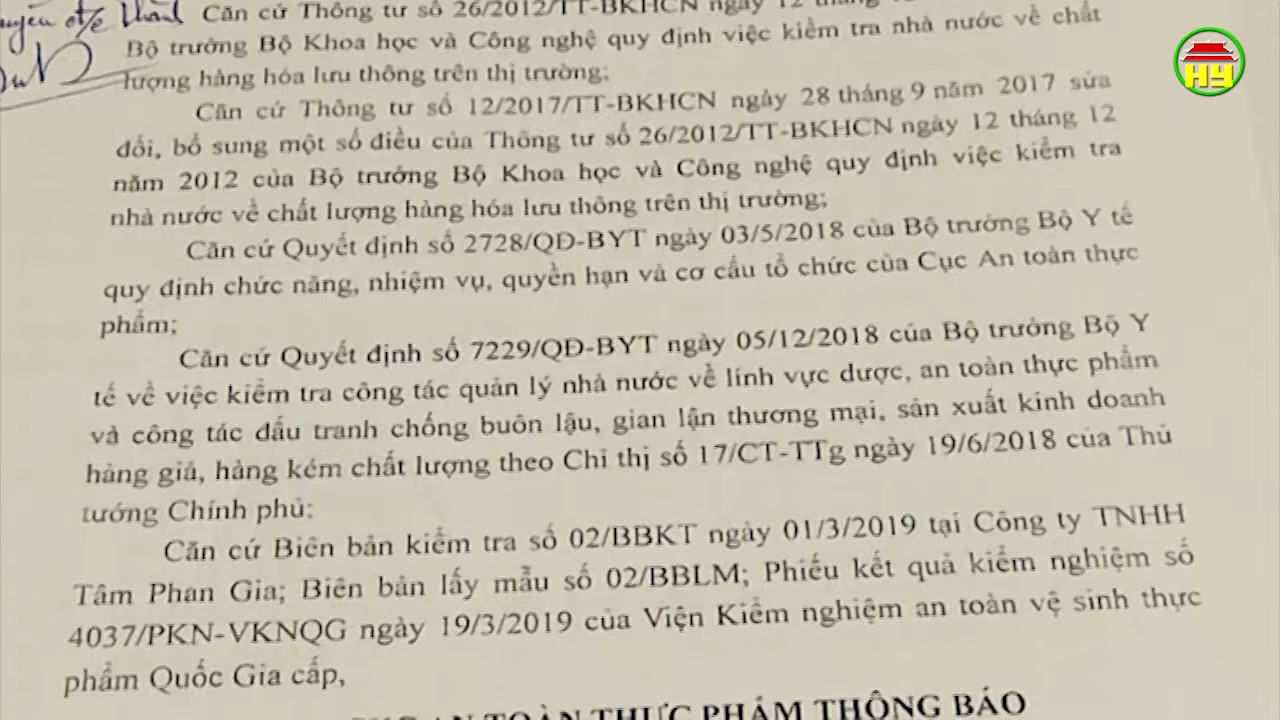 Căn cứ Thông tư số 26/2012/TT-BKHCN ngày 12
Bộ trưởng Bộ Khoa học và Công nghệ quy định việc kiểm tra nhà nước về chất
lượng hàng hóa lưu thông trên thị trường;
Căn cứ Thông tư số 12/2017/TT-BKHCN ngày 28 tháng 9 năm 2017 sửa
đổi, bổ sung một số điều của Thông tư số 26/2012/TT-BKHCN ngày 12 tháng 12
năm 2012 của Bộ trưởng Bộ Khoa học và Công nghệ quy định việc kiểm tra
nhà nước về chất lượng hàng hóa lưu thông trên thị trường;
Căn cứ Quyết định số 2728/QĐ-BYT ngày 03/5/2018 của Bộ trưởng Bộ Y tế
quy định chức năng, nhiệm vụ, quyền hạn và cơ cấu tổ chức của Cục An toàn thực
phẩm;
Căn cứ Quyết định số 7229/QĐ-BYT ngày 05/12/2018 của Bộ trưởng Bộ Y
tế về việc kiểm tra công tác quản lý nhà nước về lĩnh vực dược, an toàn thực phẩm
và công tác đấu tranh chống buôn lậu, gian lận thương mại, sản xuất kinh doanh
hàng giả, hàng kém chất lượng theo Chỉ thị số 17/CT-TTg ngày 19/6/2018 của Thủ
tướng Chính phủ;
Căn cứ Biên bản kiểm tra số 02/BBKT ngày 01/3/2019 tại Công ty TNHH
Tâm Phan Gia; Biên bản lấy mẫu số 02/BBLM; Phiếu kết quả kiểm nghiệm số
4037/PKN-VKNQG ngày 19/3/2019 của Viện Kiểm nghiệm an toàn vệ sinh thực
phẩm Quốc Gia cấp,
AN TOÀN THỰC PHẨM THÔNG BÁO
HY